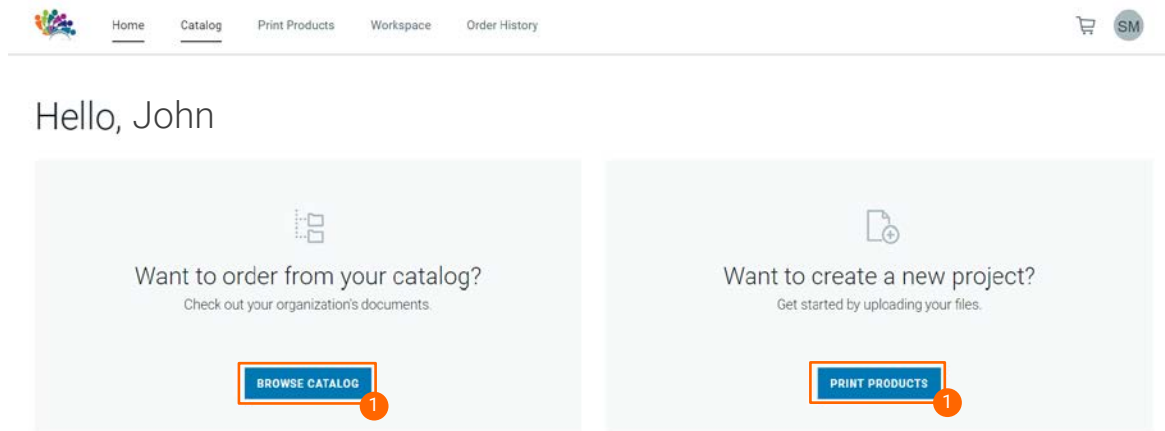 Home Catalog Print Products Workspace Order History SM
Hello, John
Want to order from your catalog?
Check out your organization's documents.
BROWSE CATALOG
1
Want to create a new project?
Get started by uploading your files.
PRINT PRODUCTS
1